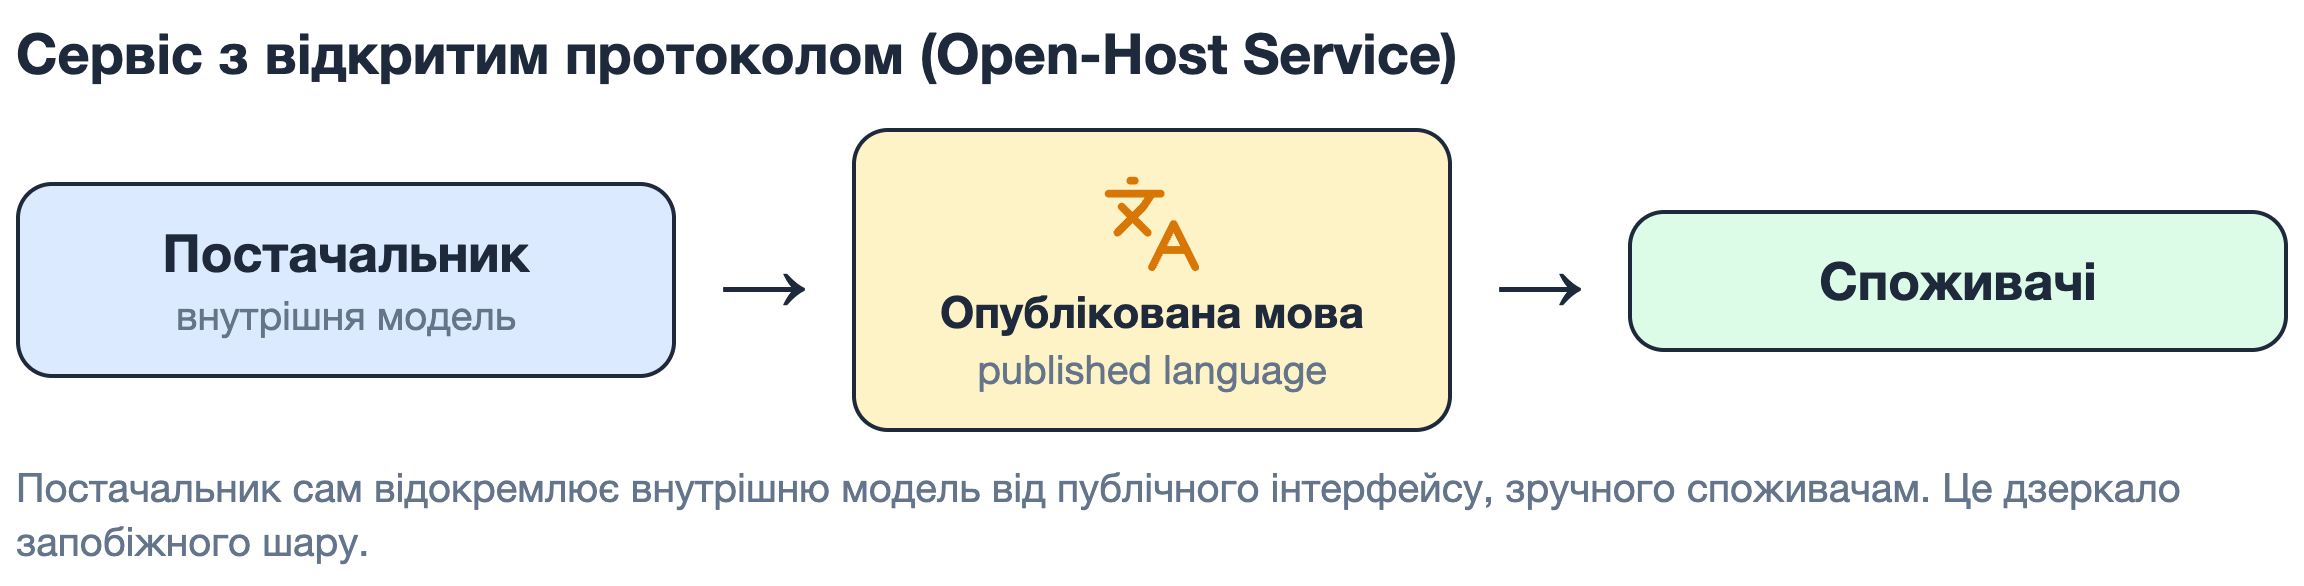 Сервіс з відкритим протоколом (Open-Host Service)
Постачальник
внутрішня модель
→
Опублікована мова
published language
→
Споживачі
Постачальник сам відокремлює внутрішню модель від публічного інтерфейсу, зручного споживачам. Це дзеркало
запобіжного шару.